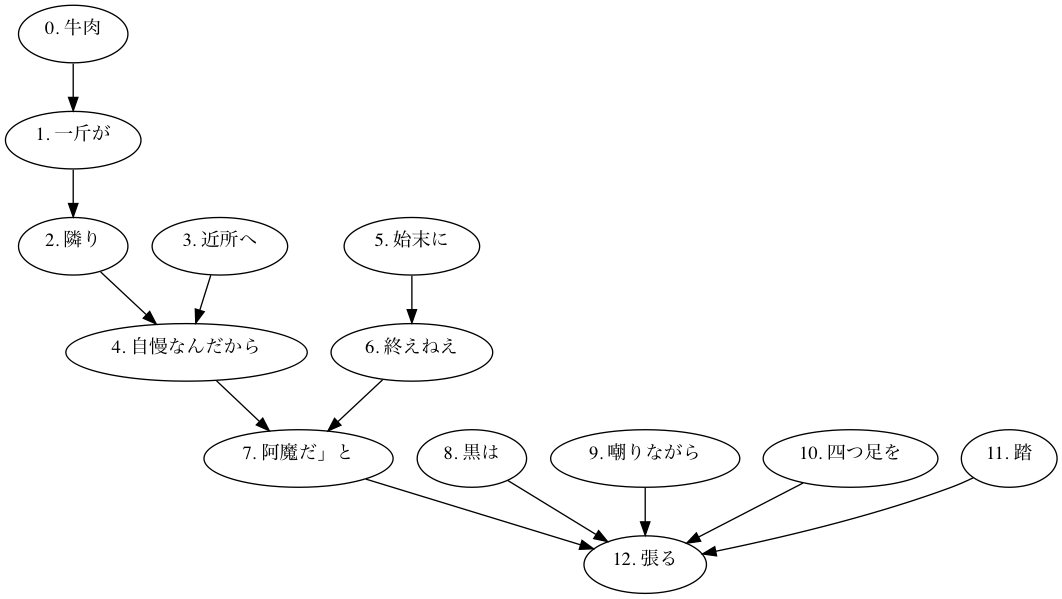 0. 牛肉
1. 一斤が
2. 隣り
3. 近所へ
5. 始末に
4. 自慢なんだから
6. 終えねえ
7. 阿魔だ」と
8. 黒は
9. 嘲りながら
10. 四つ足を
11. 踏
12. 張る